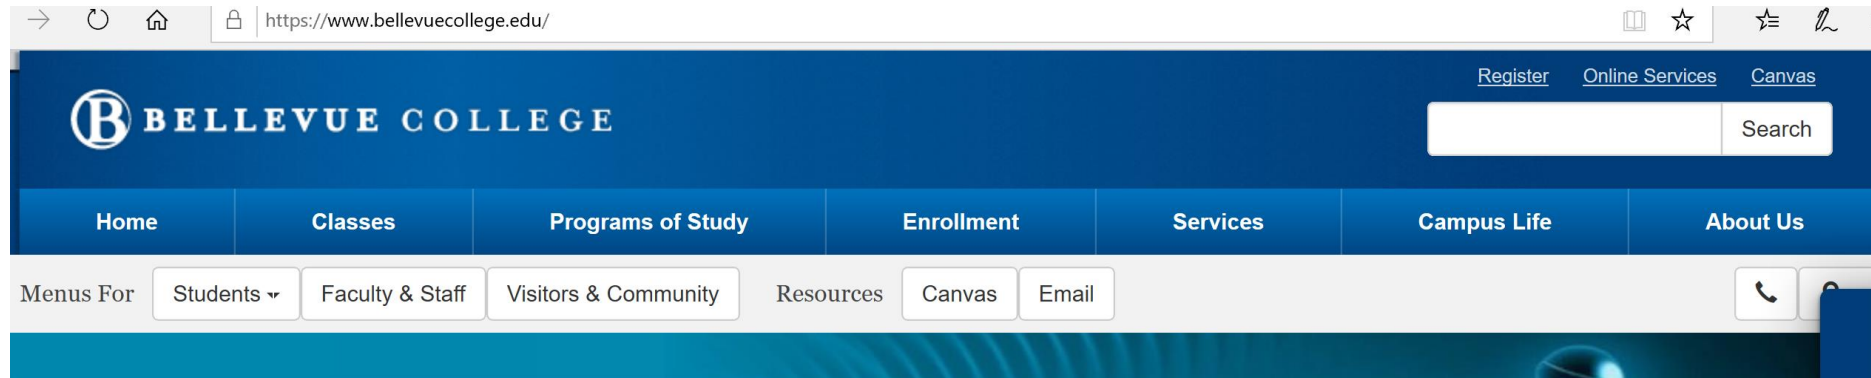 https://www.bellevuecollege.edu/
Register Online Services Canvas
BELLEVUE COLLEGE
Search
Home Classes Programs of Study Enrollment Services Campus Life About Us
Menus For Students Faculty & Staff Visitors & Community Resources Canvas Email